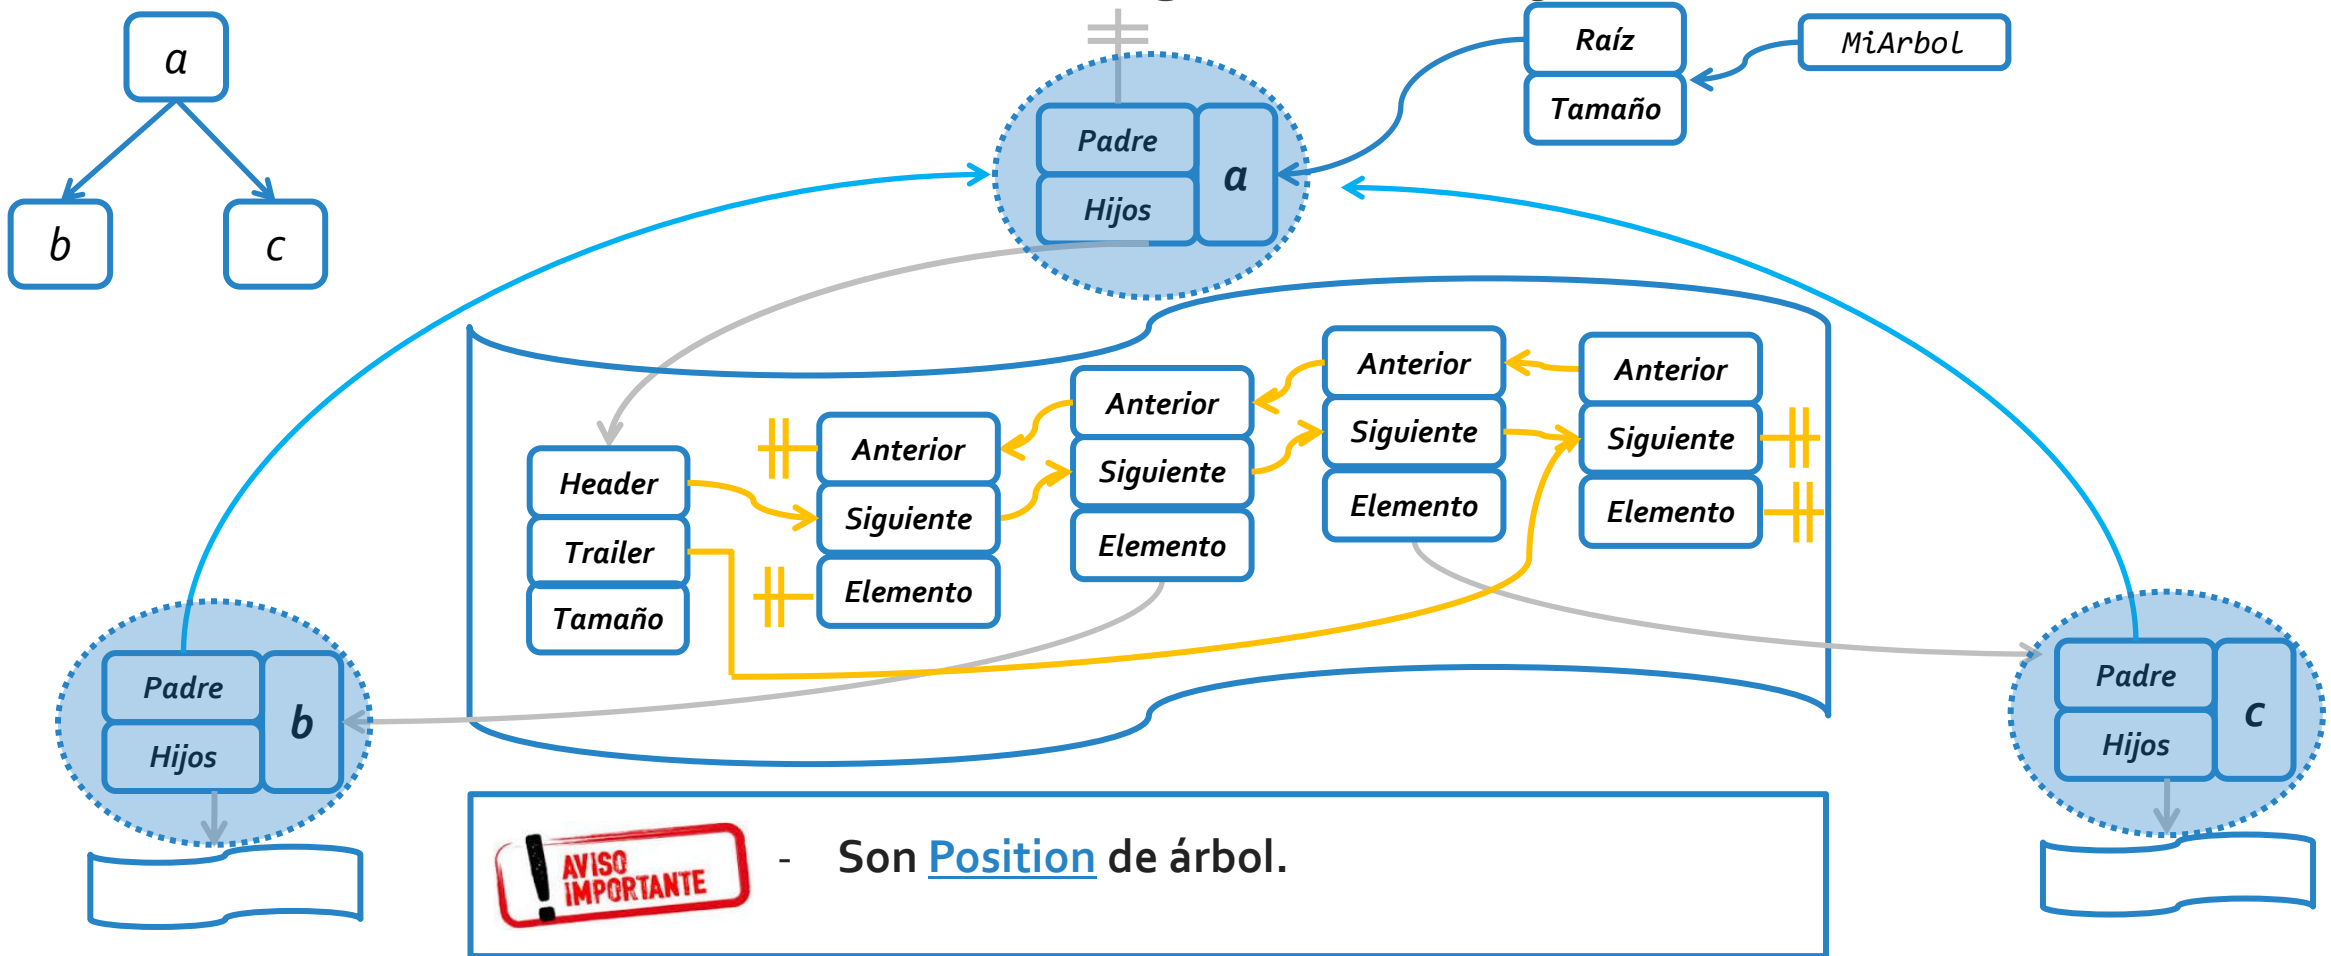 a
b
c
Padre
Hijos
a
Raíz
Tamaño
MiArbol
Header
Trailer
Tamaño
Anterior
Siguiente
Elemento
Anterior
Siguiente
Elemento
Anterior
Siguiente
Elemento
Anterior
Siguiente
Elemento
Padre
Hijos
b
Padre
Hijos
c
AVISO
IMPORTANTE
- Son Position de árbol.